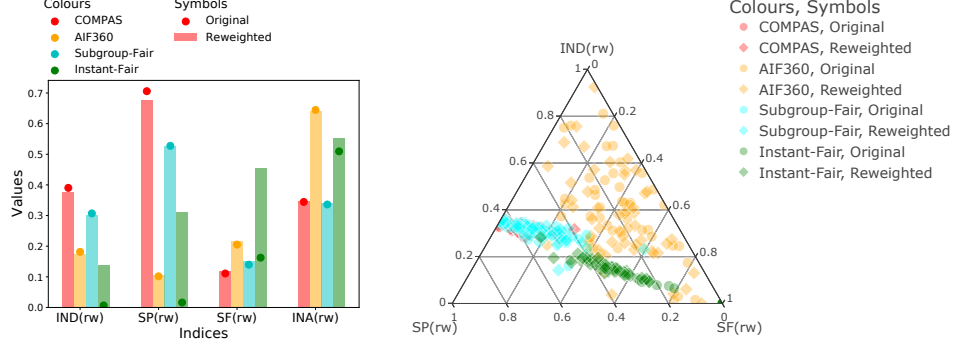 Colours
Symbols
COMPAS
Original
AIF360
Reweighted
Subgroup-Fair
Instant-Fair
0.7
0.6
0.5
0.4
0.3
0.2
0.1
0.0
Values
IND(rw)
SP(rw)
SF(rw)
INA(rw)
Indices
IND(rw)
1
0
0.8
0.2
0.6
0.4
0.4
0.6
0.2
0.8
0
1
SP(rw)
1
0.8
0.6
0.4
0.2
0
SF(rw)
Colours, Symbols
COMPAS, Original
COMPAS, Reweighted
AIF360, Original
AIF360, Reweighted
Subgroup-Fair, Original
Subgroup-Fair, Reweighted
Instant-Fair, Original
Instant-Fair, Reweighted